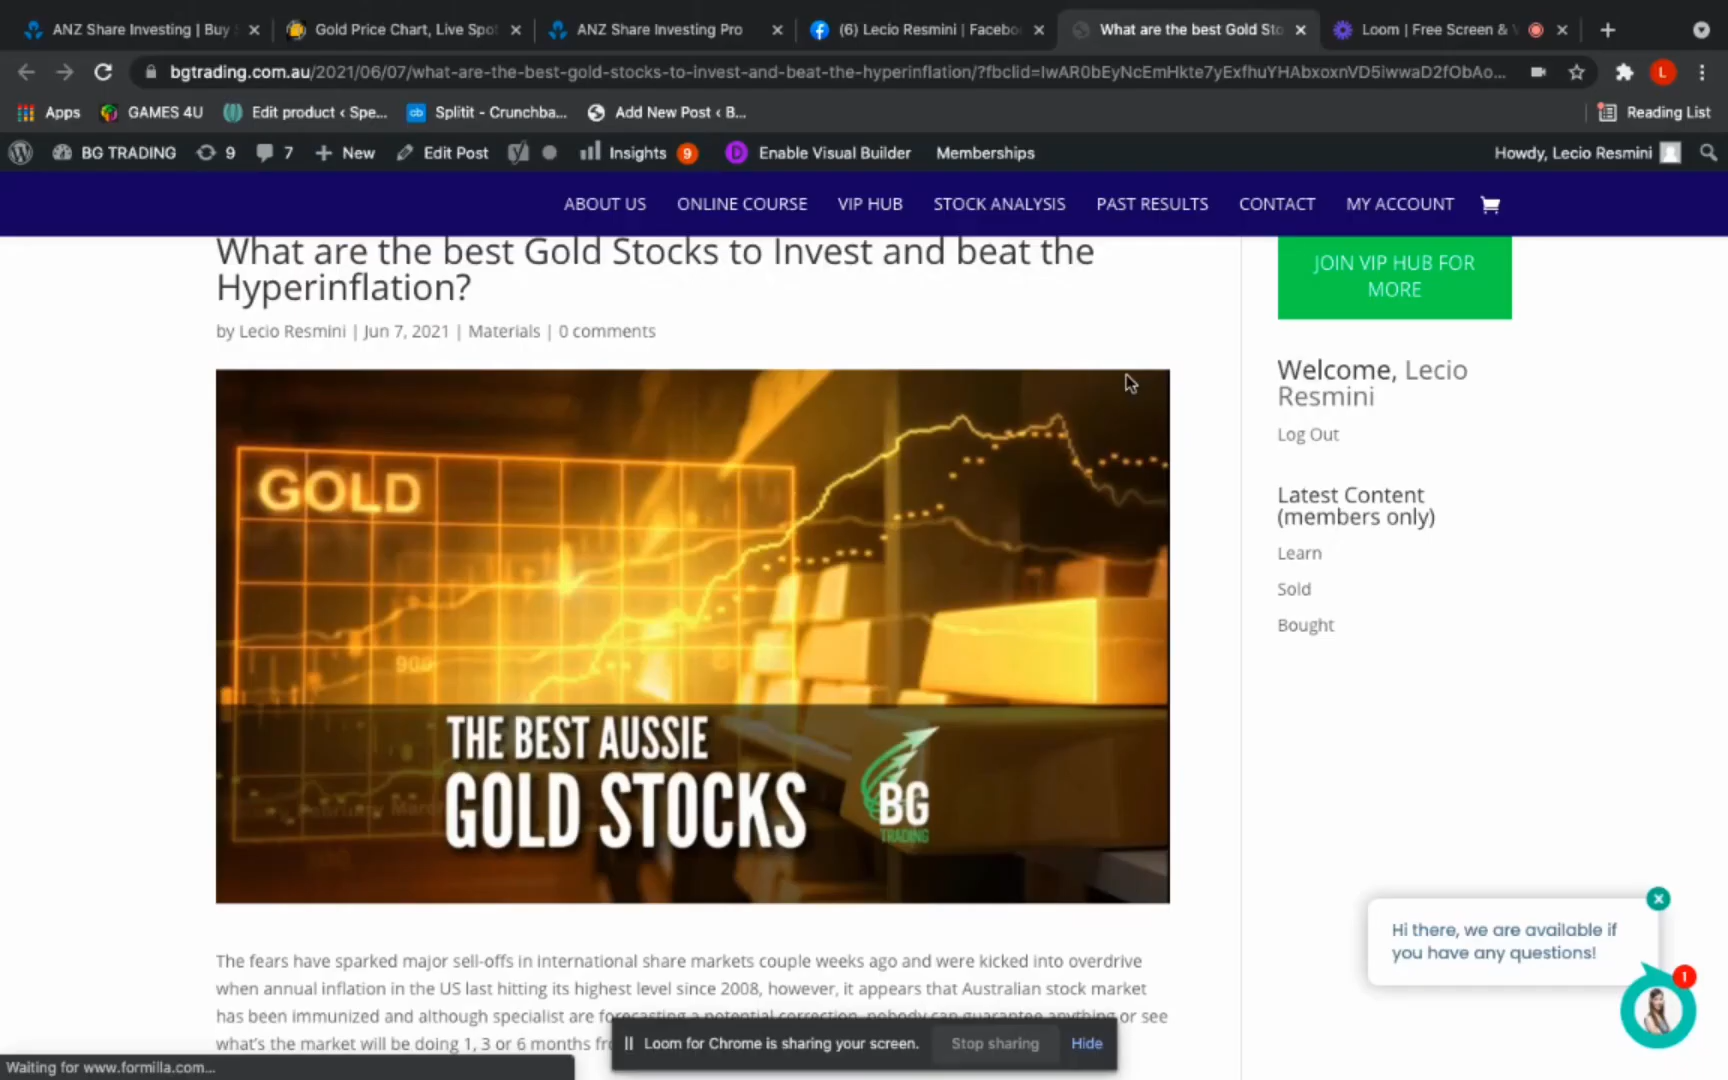 ANZ Share Investing | Buy
Gold Price Chart, Live Spot
ANZ Share Investing Pro
(6) Lecio Resmini | Facebo
What are the best Gold Sto
Loom | Free Screen &
bgtrading.com.au/2021/06/07/what-are-the-best-gold-stocks-to-invest-and-beat-the-hyperinflation/?fbclid=IwAR0bEyNcEmHkte7yExfhuYHAbxoxnVD5iwwaD2fObAo...
L
Apps
GAMES 4U
Edit product ‹ Spe...
cb
Splitit - Crunchba...
Add New Post ‹ B...
Reading List
BG TRADING
9
7
New
Edit Post
Insights
9
D
Enable Visual Builder
Memberships
Howdy, Lecio Resmini
ABOUT US
ONLINE COURSE
VIP HUB
STOCK ANALYSIS
PAST RESULTS
CONTACT
MY ACCOUNT
What are the best Gold Stocks to Invest and beat the
Hyperinflation?
by Lecio Resmini | Jun 7, 2021 | Materials | 0 comments
GOLD
900
THE BEST AUSSIE
GOLD STOCKS
BG
TRADING
JOIN VIP HUB FOR
MORE
Welcome, Lecio
Resmini
Log Out
Latest Content
(members only)
Learn
Sold
Bought
Hi there, we are available if
you have any questions!
1
The fears have sparked major sell-offs in international share markets couple weeks ago and were kicked into overdrive
when annual inflation in the US last hitting its highest level since 2008, however, it appears that Australian stock market
has been immunized and although specialist are forecasting a potential correction, nobody can guarantee anything or see
what's the market will be doing 1, 3 or 6 months
Loom for Chrome is sharing your screen.
Stop sharing
Hide
Waiting for www.formilla.com...